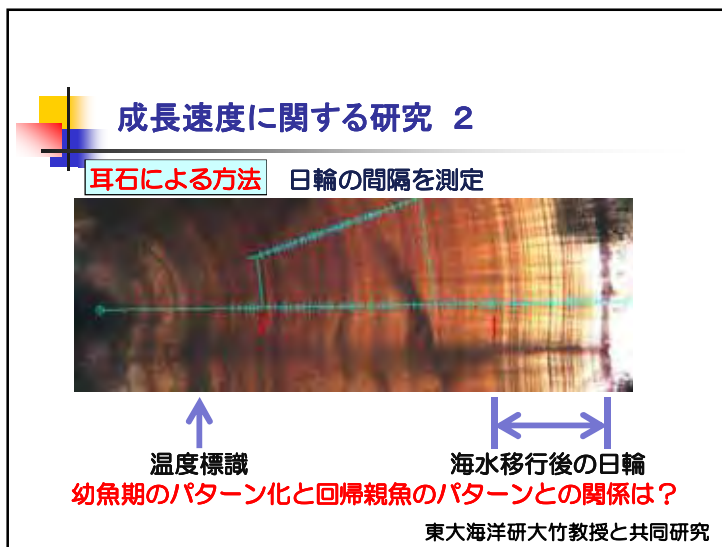 成長速度に関する研究 2
耳石による方法 日輪の間隔を測定
温度標識 海水移行後の日輪
幼魚期のパターン化と回帰親魚のパターンとの関係は？
東大海洋研大竹教授と共同研究